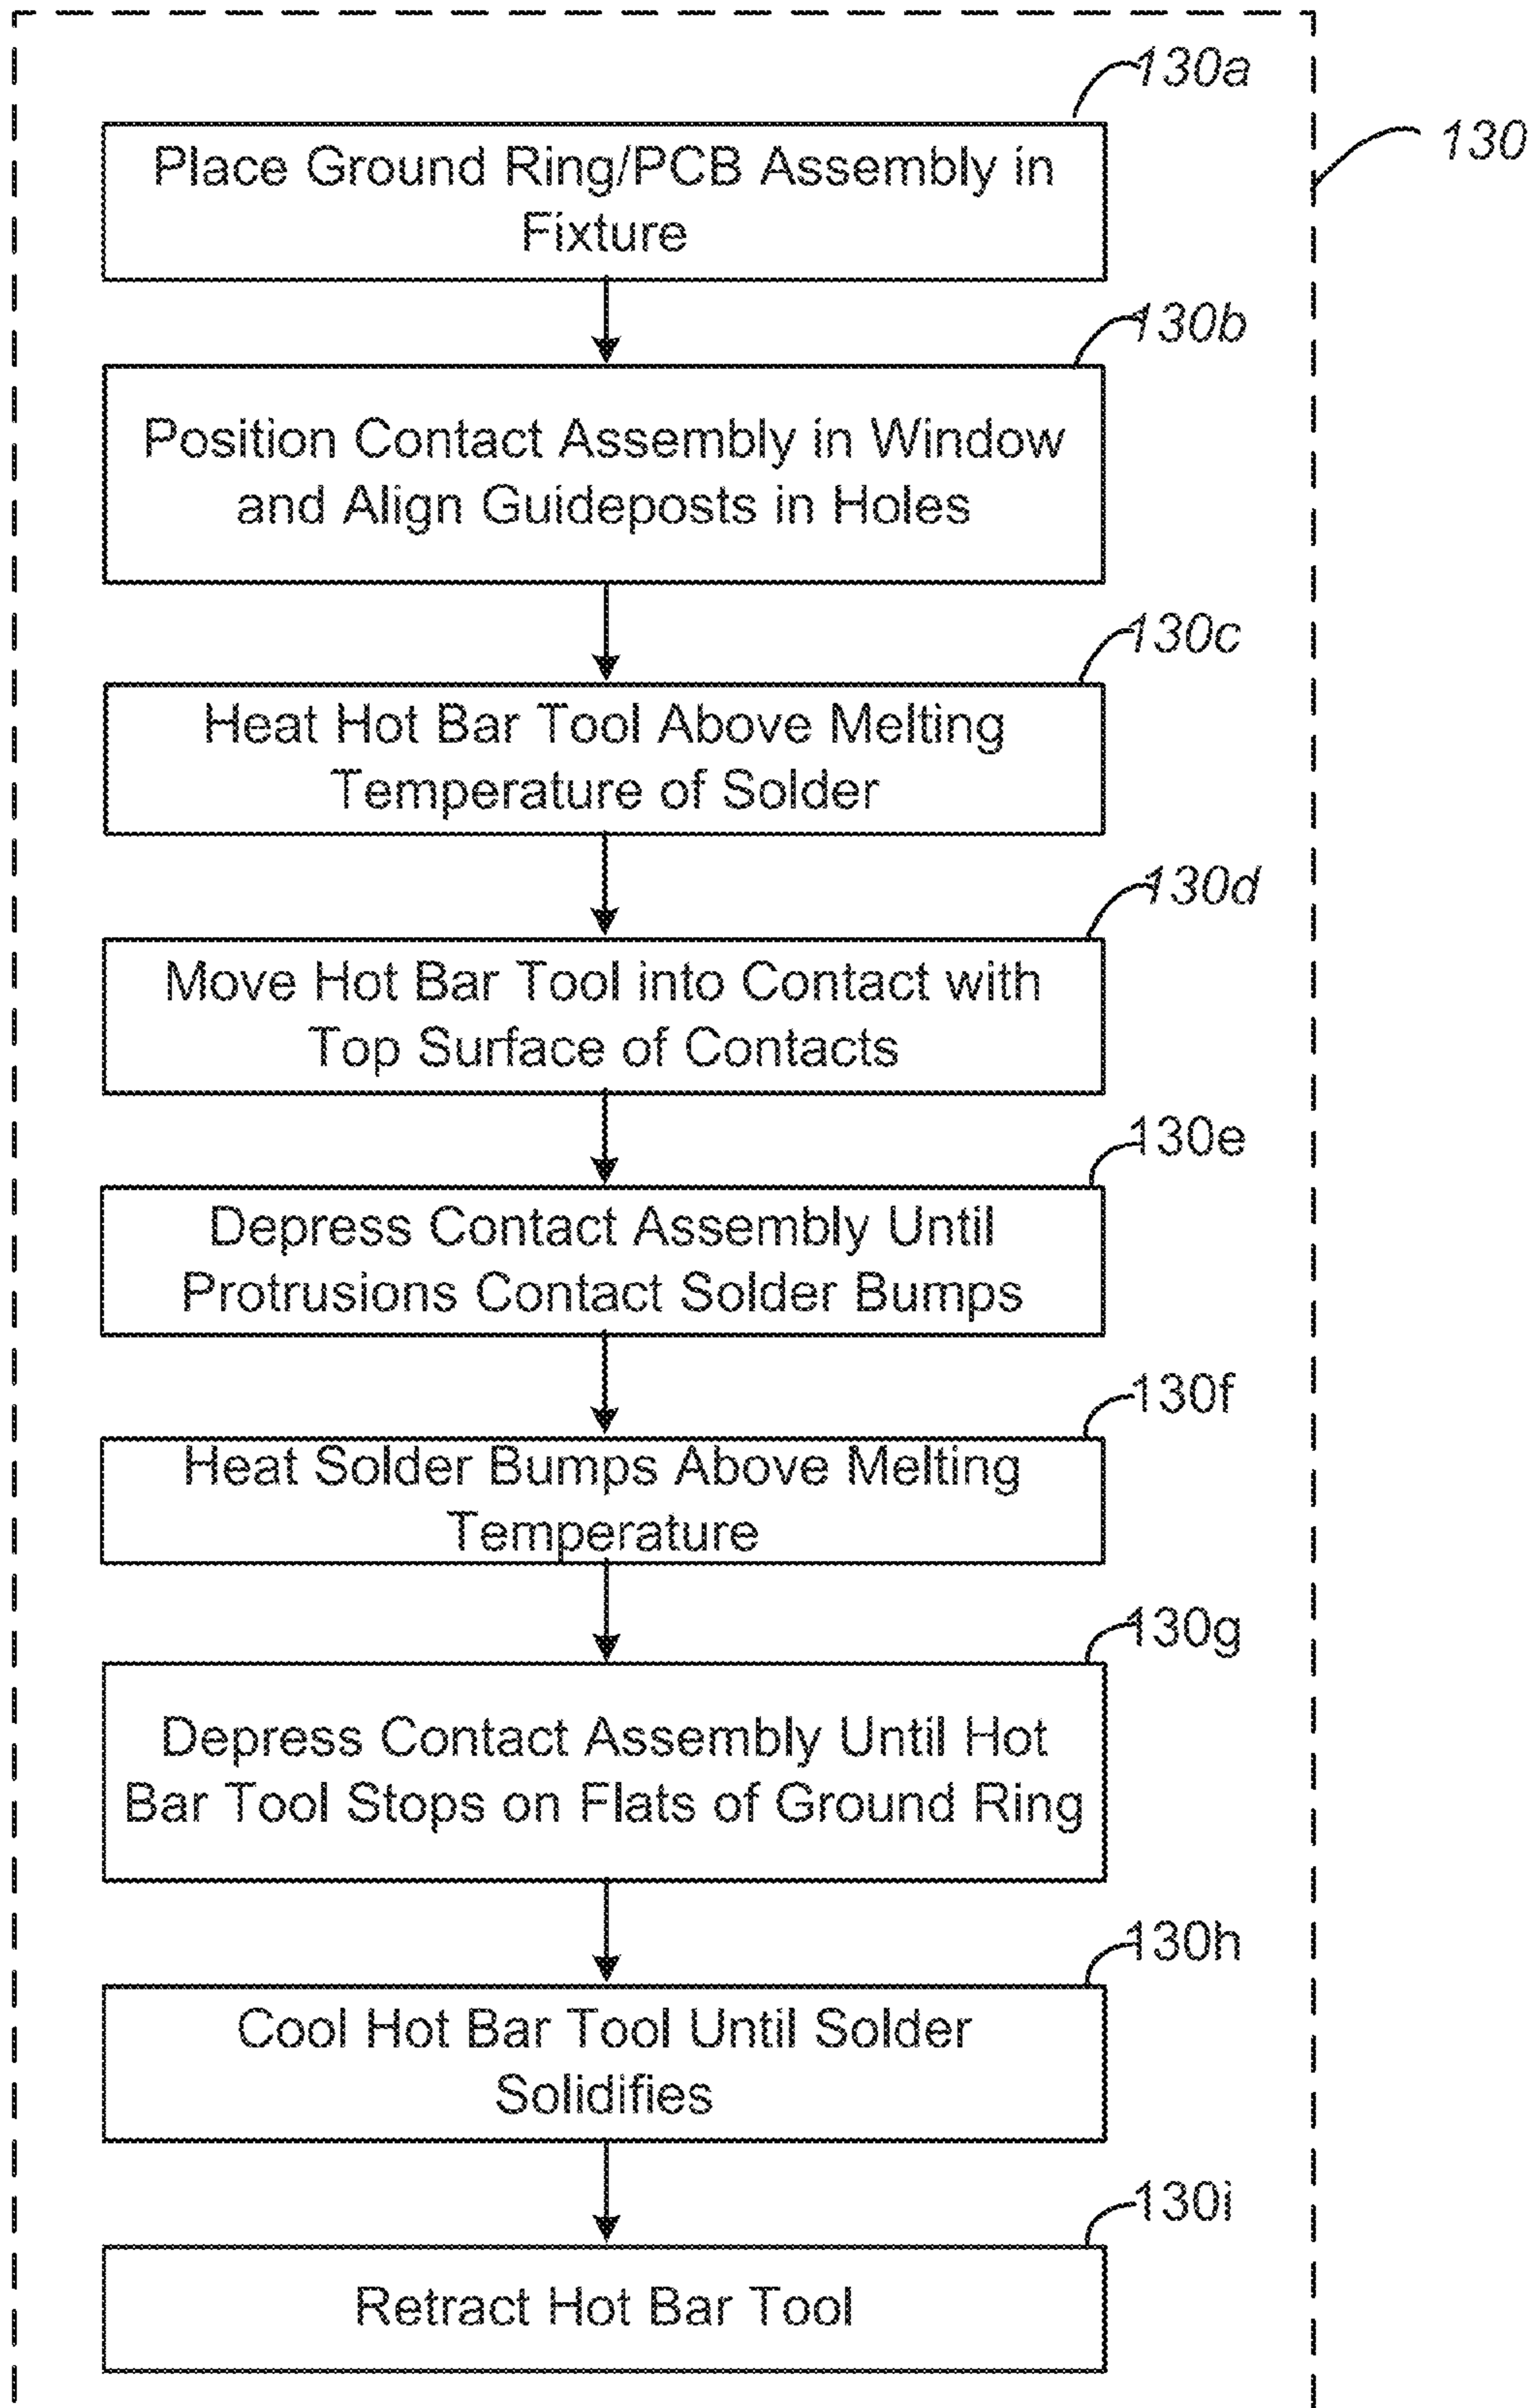 130a
130
Place Ground Ring/PCB Assembly in
Fixture
130b
Position Contact Assembly in Window
and Align Guideposts in Holes
130c
Heat Hot Bar Tool Above Melting
Temperature of Solder
130d
Move Hot Bar Tool into Contact with
Top Surface of Contacts
130e
Depress Contact Assembly Until
Protrusions Contact Solder Bumps
130f
Heat Solder Bumps Above Melting
Temperature
130g
Depress Contact Assembly Until Hot
Bar Tool Stops on Flats of Ground Ring
130h
Cool Hot Bar Tool Until Solder
Solidifies
130i
Retract Hot Bar Tool